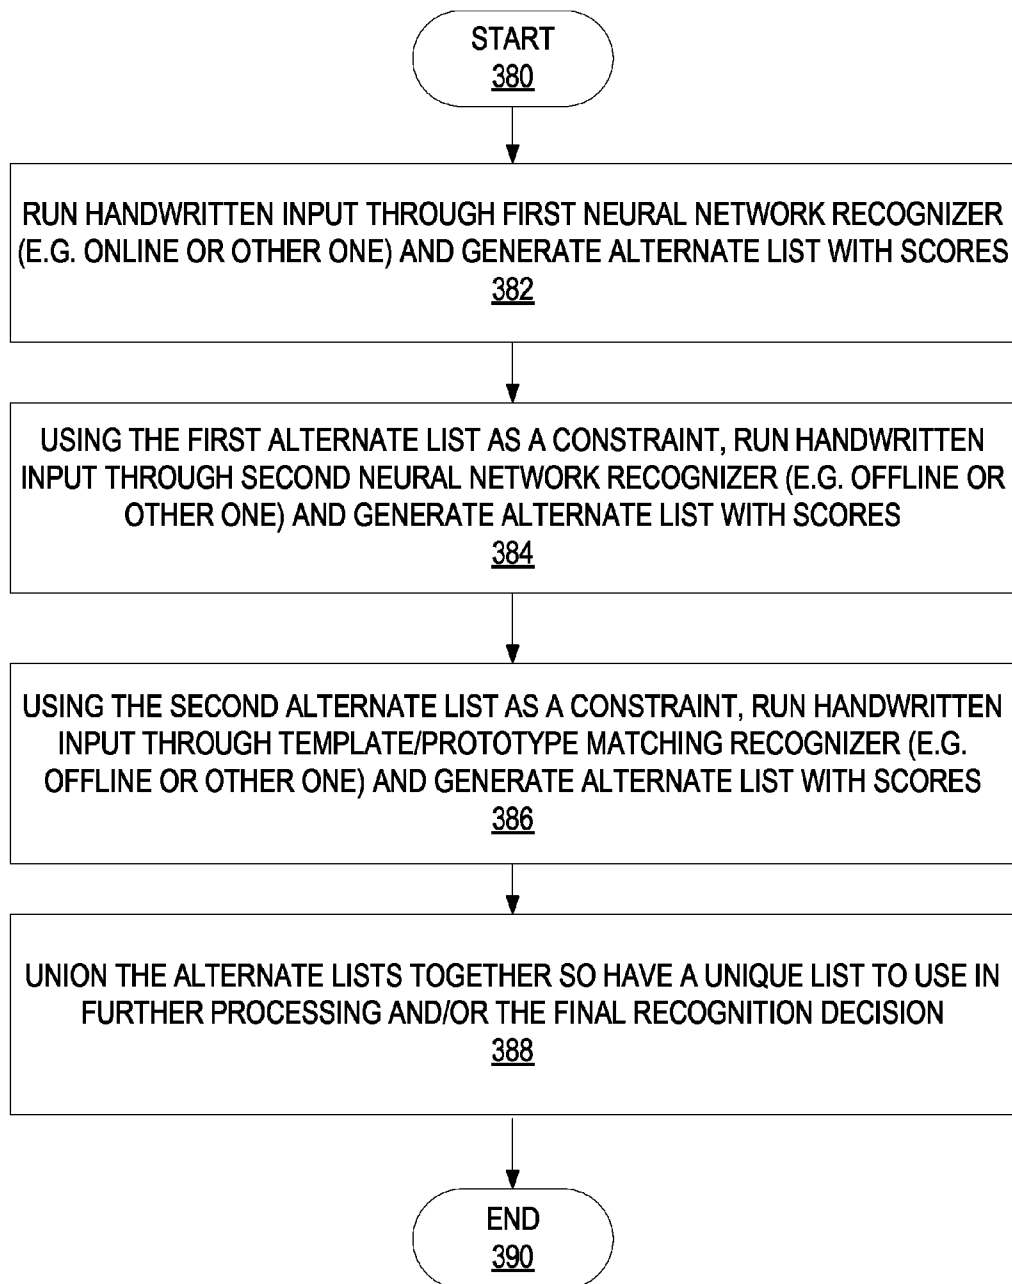 START
380
RUN HANDWRITTEN INPUT THROUGH FIRST NEURAL NETWORK RECOGNIZER
(E.G. ONLINE OR OTHER ONE) AND GENERATE ALTERNATE LIST WITH SCORES
382
USING THE FIRST ALTERNATE LIST AS A CONSTRAINT, RUN HANDWRITTEN
INPUT THROUGH SECOND NEURAL NETWORK RECOGNIZER (E.G. OFFLINE OR
OTHER ONE) AND GENERATE ALTERNATE LIST WITH SCORES
384
USING THE SECOND ALTERNATE LIST AS A CONSTRAINT, RUN HANDWRITTEN
INPUT THROUGH TEMPLATE/PROTOTYPE MATCHING RECOGNIZER (E.G.
OFFLINE OR OTHER ONE) AND GENERATE ALTERNATE LIST WITH SCORES
386
UNION THE ALTERNATE LISTS TOGETHER SO HAVE A UNIQUE LIST TO USE IN
FURTHER PROCESSING AND/OR THE FINAL RECOGNITION DECISION
388
END
390